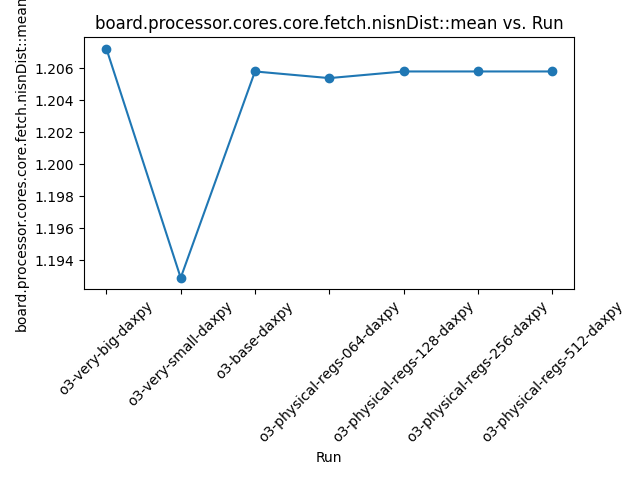 board.processor.cores.core.fetch.nisnDist::mean vs. Run
board.processor.cores.core.fetch.nisnDist::mean
1.206
1.204
1.202
1.200
1.198
1.196
1.194
o3-very-big-daxpy
o3-very-small-daxpy
o3-base-daxpy
o3-physical-regs-064-daxpy
o3-physical-regs-128-daxpy
o3-physical-regs-256-daxpy
o3-physical-regs-512-daxpy
Run